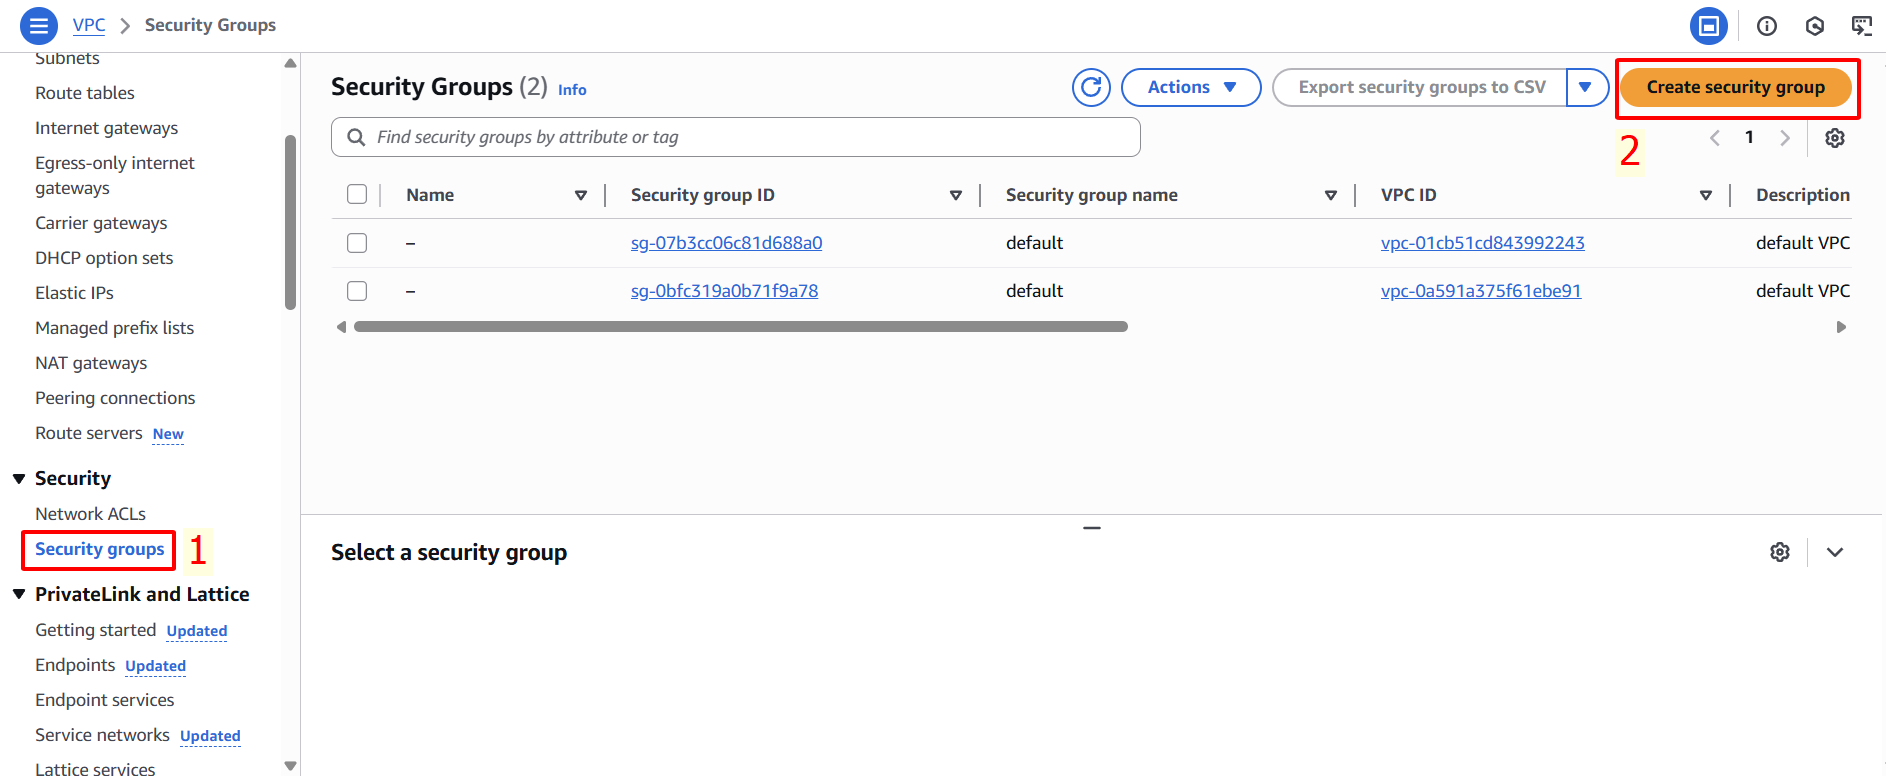 VPC > Security Groups
Subnets
Route tables
Internet gateways
Egress-only internet
gateways
Carrier gateways
DHCP option sets
Elastic IPs
Managed prefix lists
NAT gateways
Peering connections
Route servers New
Security
Network ACLs
Security groups 1
PrivateLink and Lattice
Getting started Updated
Endpoints Updated
Endpoint services
Service networks Updated
Lattice services
Security Groups (2) Info
Actions
Export security groups to CSV
Create security group
2
Find security groups by attribute or tag
1
Name Security group ID Security group name VPC ID Description
– sg-07b3cc06c81d688a0 default vpc-01cb51cd843992243 default VPC
– sg-0bfc319a0b71f9a78 default vpc-0a591a375f61ebe91 default VPC
Select a security group